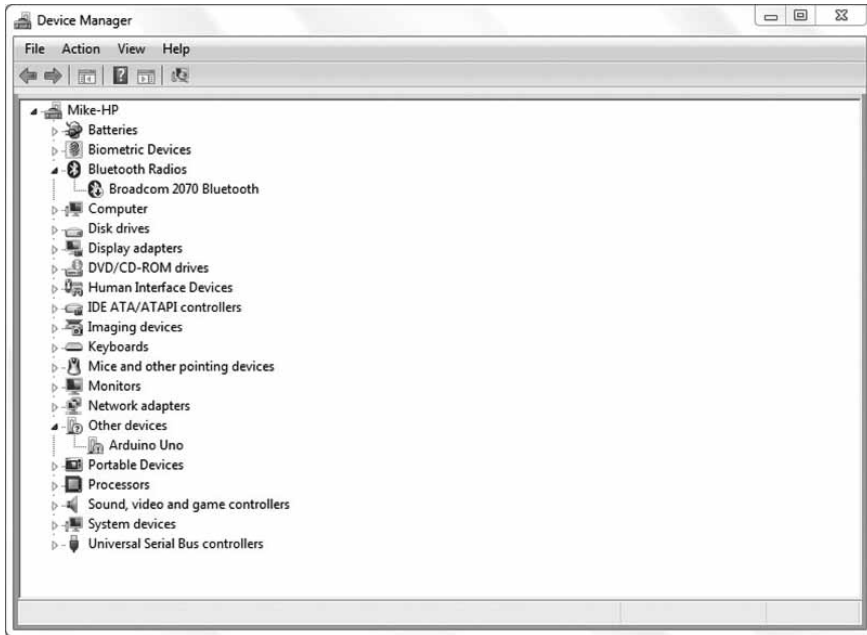 Device Manager
File Action View Help
Mike-HP
Batteries
Biometric Devices
Bluetooth Radios
Broadcom 2070 Bluetooth
Computer
Disk drives
Display adapters
DVD/CD-ROM drives
Human Interface Devices
IDE ATA/ATAPI controllers
Imaging devices
Keyboards
Mice and other pointing devices
Monitors
Network adapters
Other devices
Arduino Uno
Portable Devices
Processors
Sound, video and game controllers
System devices
Universal Serial Bus controllers